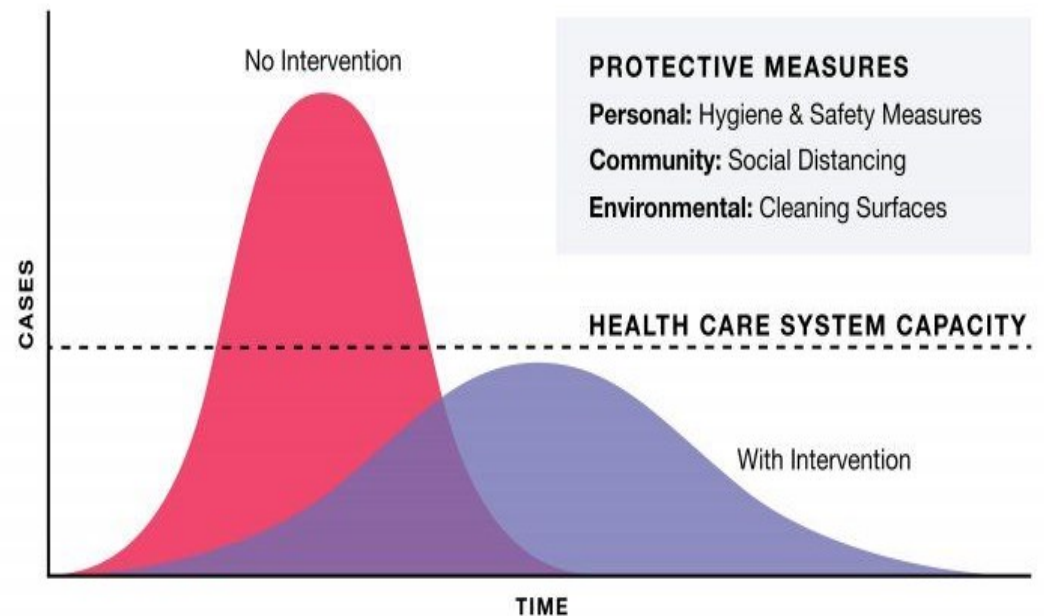 No Intervention
PROTECTIVE MEASURES
Personal: Hygiene & Safety Measures
Community: Social Distancing
Environmental: Cleaning Surfaces
CASES
HEALTH CARE SYSTEM CAPACITY
With Intervention
TIME